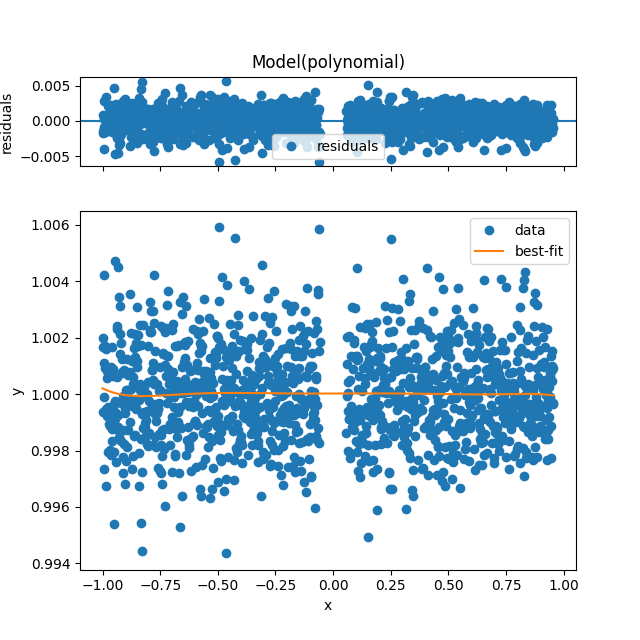 Model(polynomial)
0.005
0.000
−0.005
residuals
residuals
1.006
1.004
1.002
1.000
0.998
0.996
0.994
y
data
best-fit
−1.00 −0.75 −0.50 −0.25 0.00 0.25 0.50 0.75 1.00
x